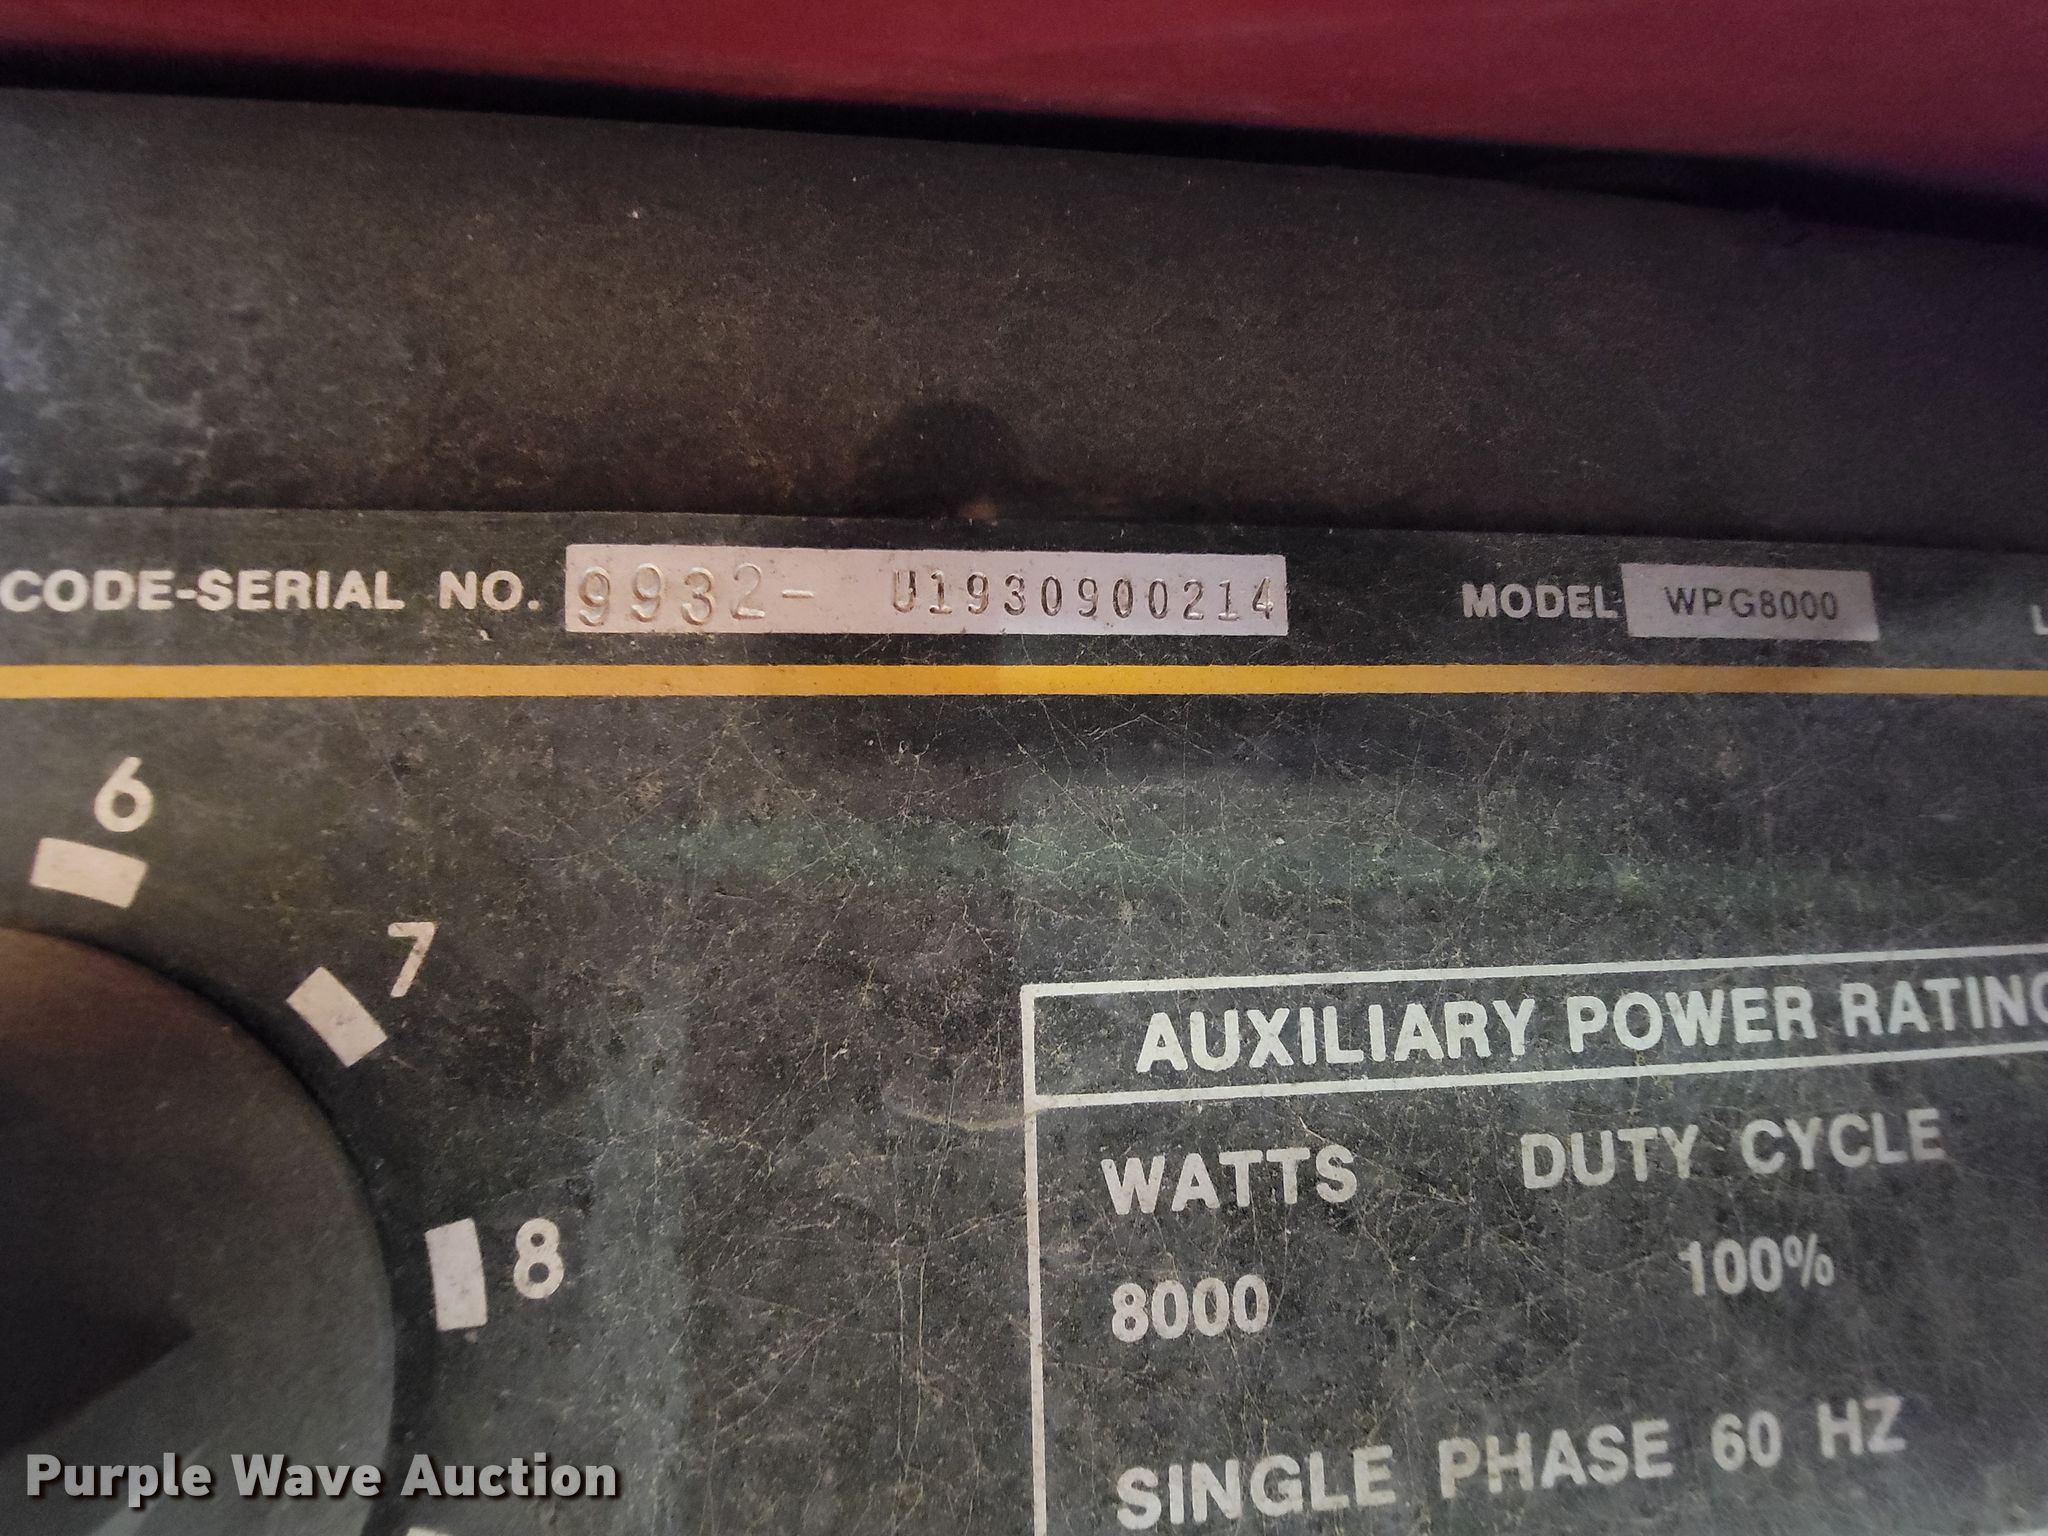 CODE-SERIAL NO. 9932- U1930900214 MODEL WPG8000
6
7
8
AUXILIARY POWER RATING
WATTS DUTY CYCLE
8000 100%
SINGLE PHASE 60 HZ
Purple Wave Auction